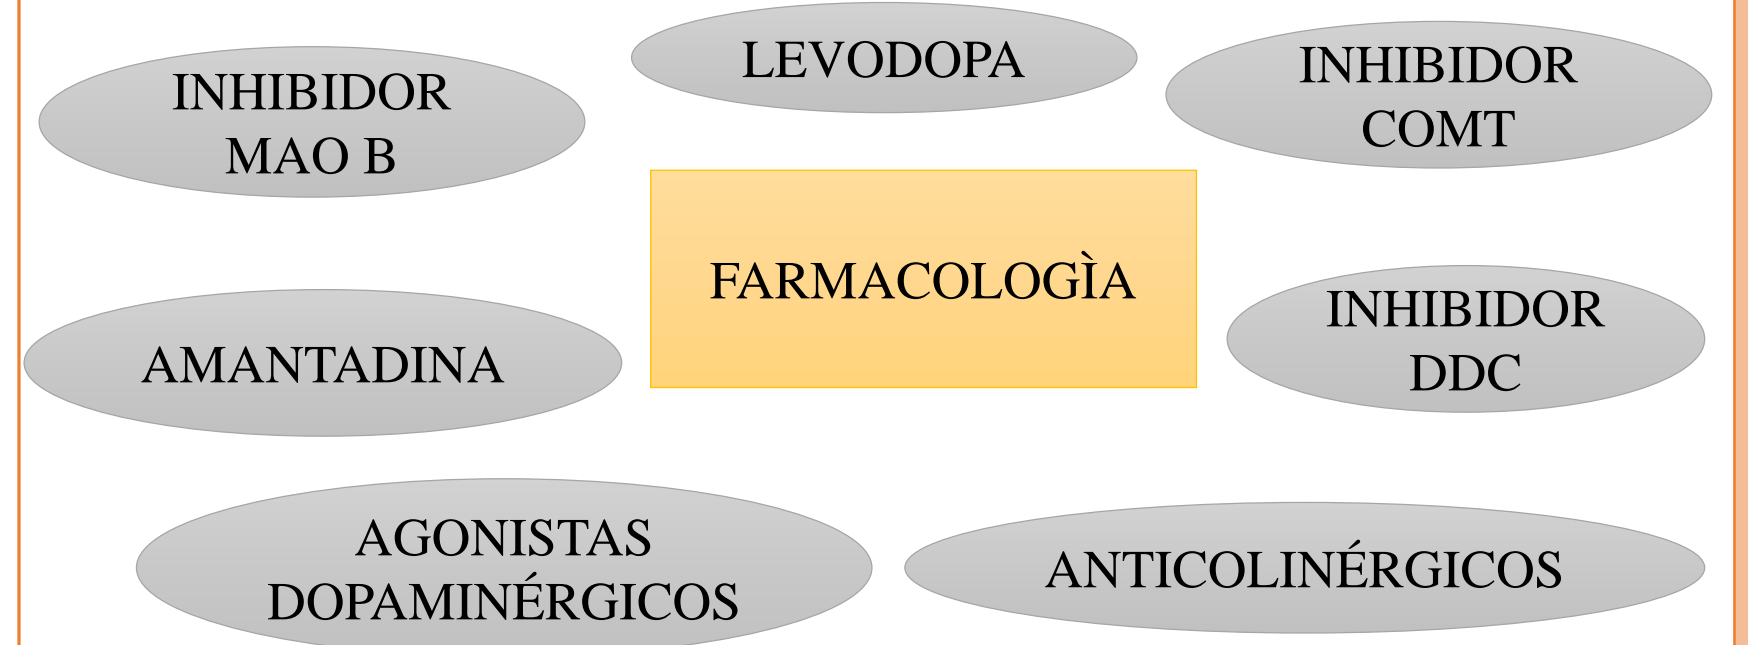 LEVODOPA
INHIBIDOR
COMT
INHIBIDOR
MAO B
FARMACOLOGÌA
INHIBIDOR
DDC
AMANTADINA
AGONISTAS
DOPAMINÉRGICOS
ANTICOLINÉRGICOS